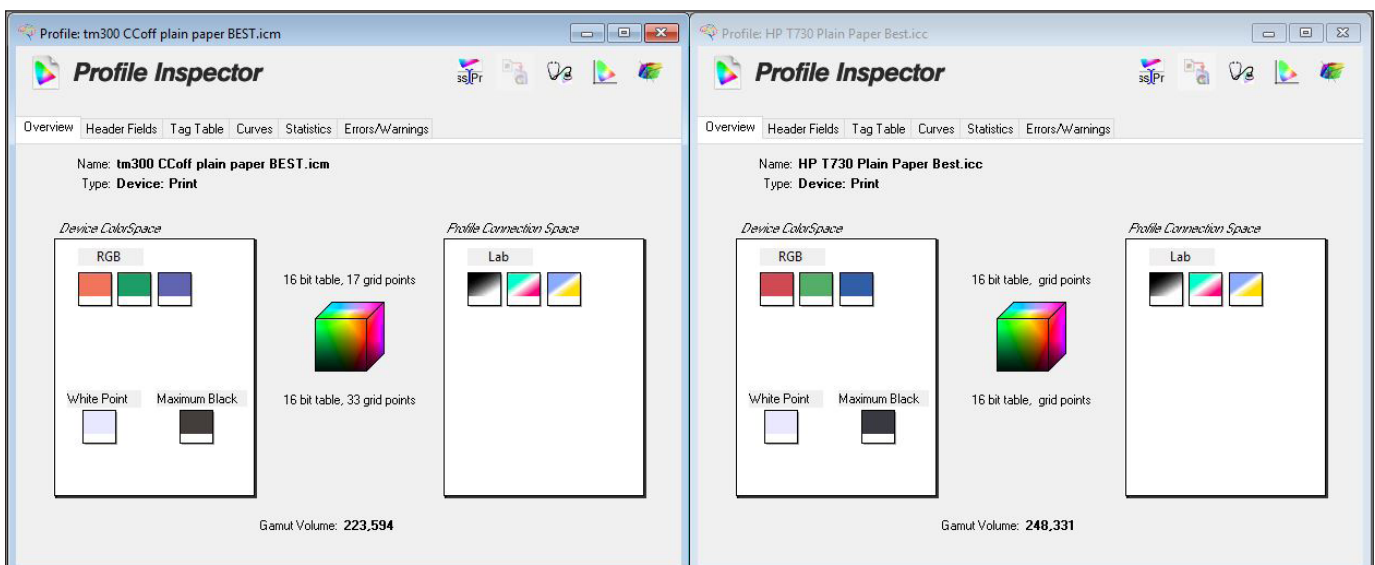 Profile: tm300 CCoff plain paper BEST.icm
Profile Inspector
ss Pr
Overview Header Fields Tag Table Curves Statistics Errors/Warnings
Name: tm300 CCoff plain paper BEST.icm
Type: Device: Print
Device ColorSpace
Profile Connection Space
RGB
Lab
16 bit table, 17 grid points
White Point
Maximum Black
16 bit table, 33 grid points
Gamut Volume: 223,594
Profile: HP T730 Plain Paper Best.icc
Profile Inspector
ss Pr
Overview Header Fields Tag Table Curves Statistics Errors/Warnings
Name: HP T730 Plain Paper Best.icc
Type: Device: Print
Device ColorSpace
Profile Connection Space
RGB
Lab
16 bit table, grid points
White Point
Maximum Black
16 bit table, grid points
Gamut Volume: 248,331